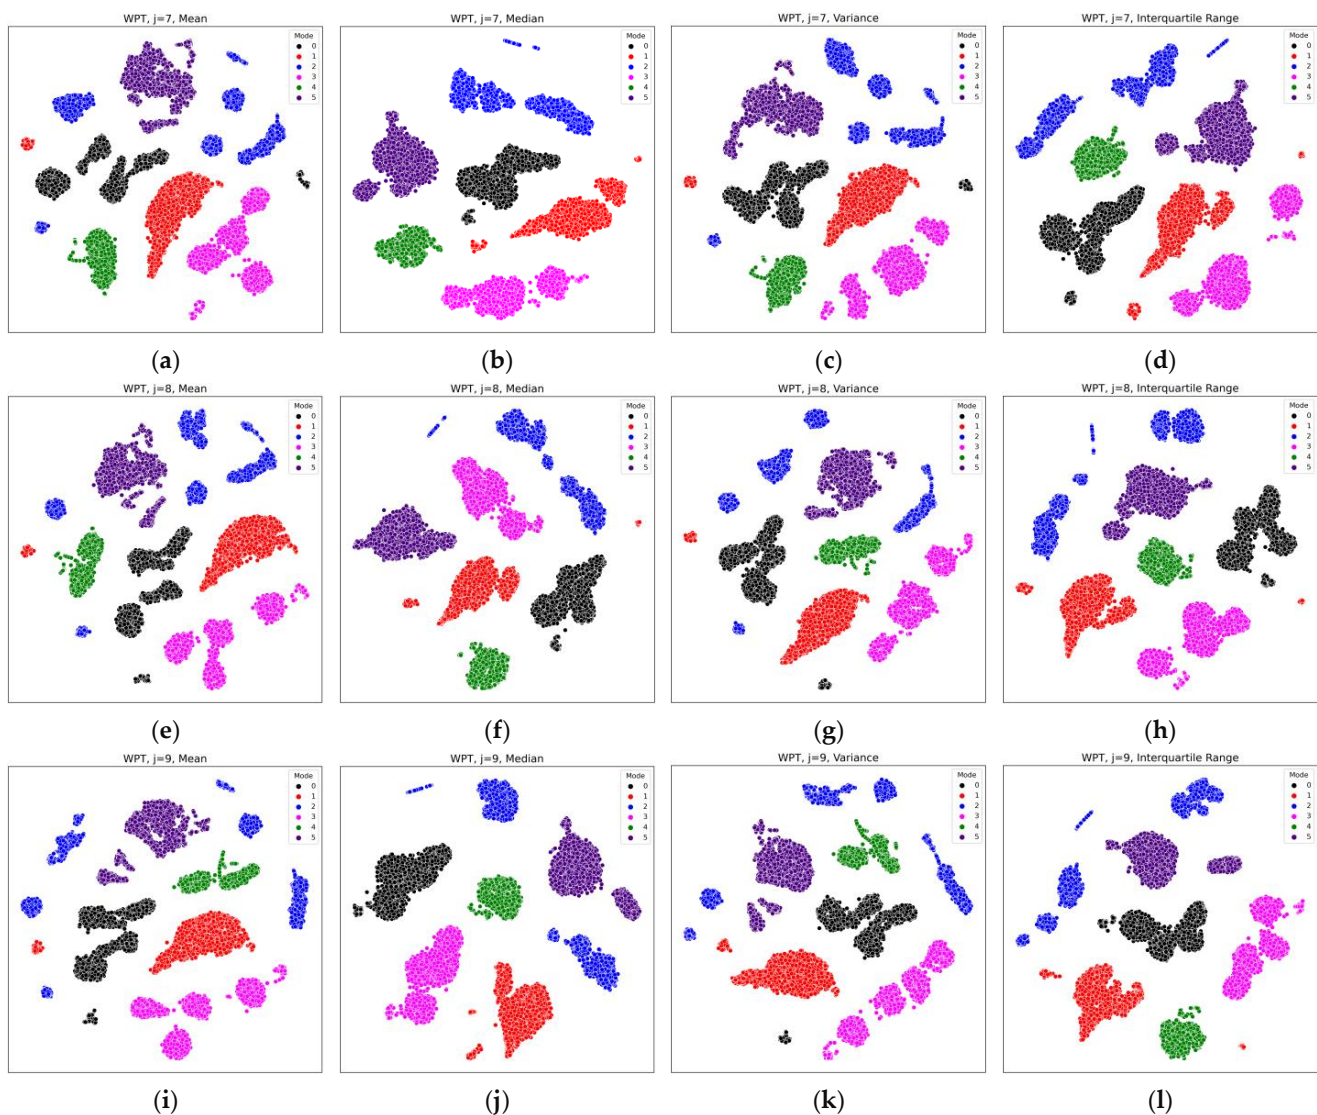 WPT, j=7, Mean
Mode
0
1
2
3
4
5
(a)
WPT, j=7, Median
Mode
0
1
2
3
4
5
(b)
WPT, j=7, Variance
Mode
0
1
2
3
4
5
(c)
WPT, j=7, Interquartile Range
Mode
0
1
2
3
4
5
(d)
WPT, j=8, Mean
Mode
0
1
2
3
4
5
(e)
WPT, j=8, Median
Mode
0
1
2
3
4
5
(f)
WPT, j=8, Variance
Mode
0
1
2
3
4
5
(g)
WPT, j=8, Interquartile Range
Mode
0
1
2
3
4
5
(h)
WPT, j=9, Mean
Mode
0
1
2
3
4
5
(i)
WPT, j=9, Median
Mode
0
1
2
3
4
5
(j)
WPT, j=9, Variance
Mode
0
1
2
3
4
5
(k)
WPT, j=9, Interquartile Range
Mode
0
1
2
3
4
5
(l)